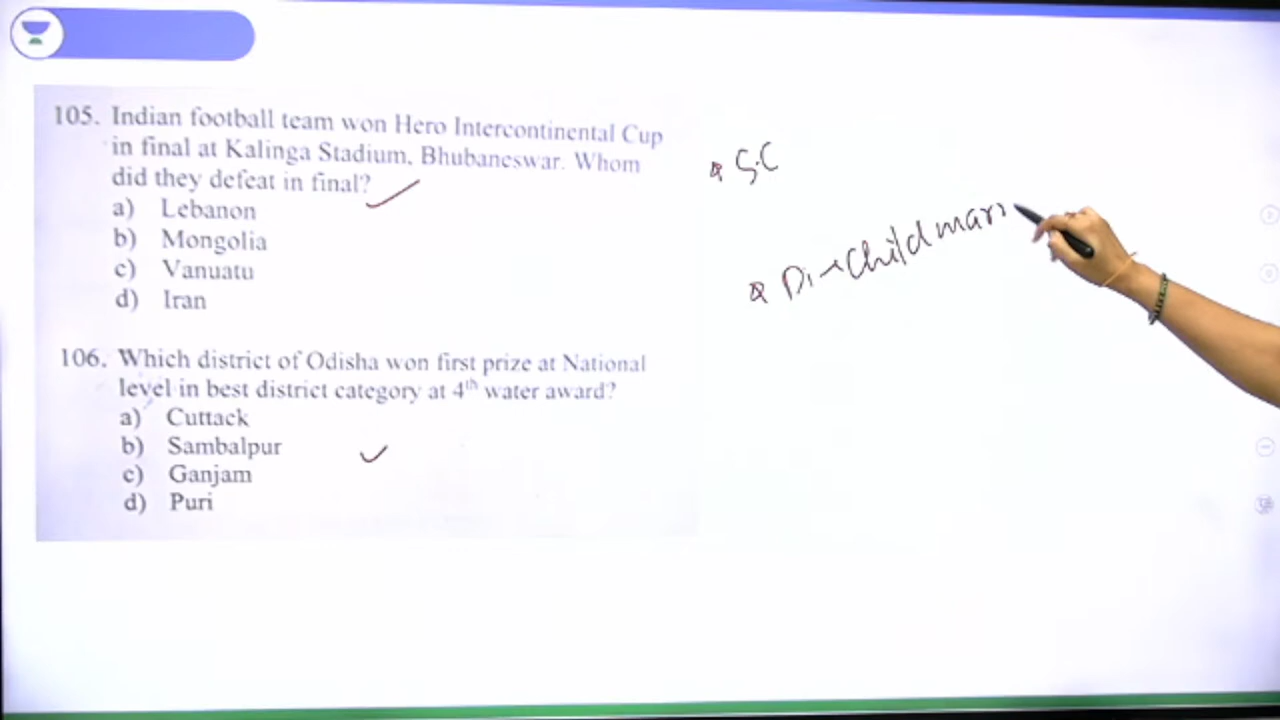 105. Indian football team won Hero Intercontinental Cup
in final at Kalinga Stadium, Bhubaneswar. Whom
did they defeat in final?
a) Lebanon
b) Mongolia
c) Vanuatu
d) Iran
106. Which district of Odisha won first prize at National
level in best district category at 4th water award?
a) Cuttack
b) Sambalpur
c) Ganjam
d) Puri
S.C
Child marr